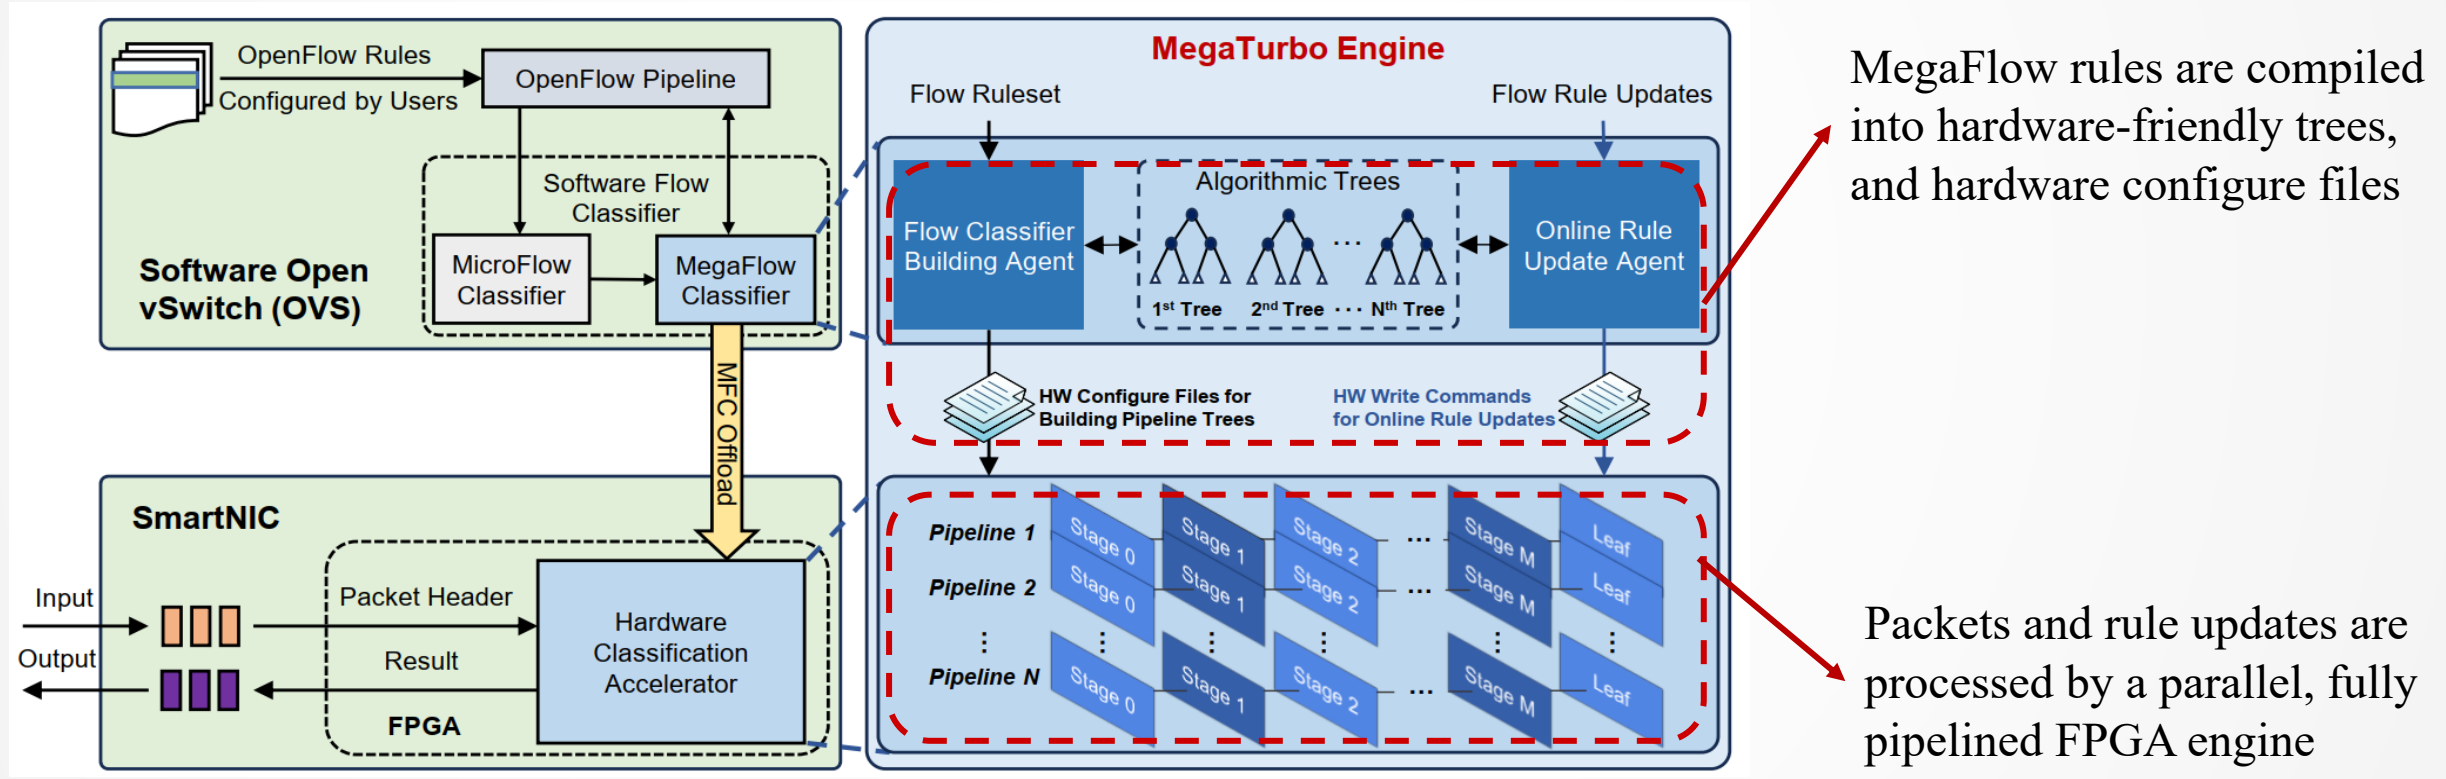 OpenFlow Rules
Configured by Users
OpenFlow Pipeline
Software Flow
Classifier
MicroFlow
Classifier
MegaFlow
Classifier
Software Open
vSwitch (OVS)
MFC Offload
SmartNIC
Input
Output
Packet Header
Result
FPGA
Hardware
Classification
Accelerator
MegaTurbo Engine
Flow Ruleset
Flow Rule Updates
Flow Classifier
Building Agent
Algorithmic Trees
...
1st Tree 2nd Tree ... Nth Tree
Online Rule
Update Agent
HW Configure Files for
Building Pipeline Trees
HW Write Commands
for Online Rule Updates
Pipeline 1 Stage 0 Stage 1 Stage 2 ... Stage M Leaf
Pipeline 2 Stage 0 Stage 1 Stage 2 ... Stage M Leaf
⋮ ⋮ ⋮ ⋮ ⋮ ⋮
Pipeline N Stage 0 Stage 1 Stage 2 ... Stage M Leaf
MegaFlow rules are compiled
into hardware-friendly trees,
and hardware configure files
Packets and rule updates are
processed by a parallel, fully
pipelined FPGA engine